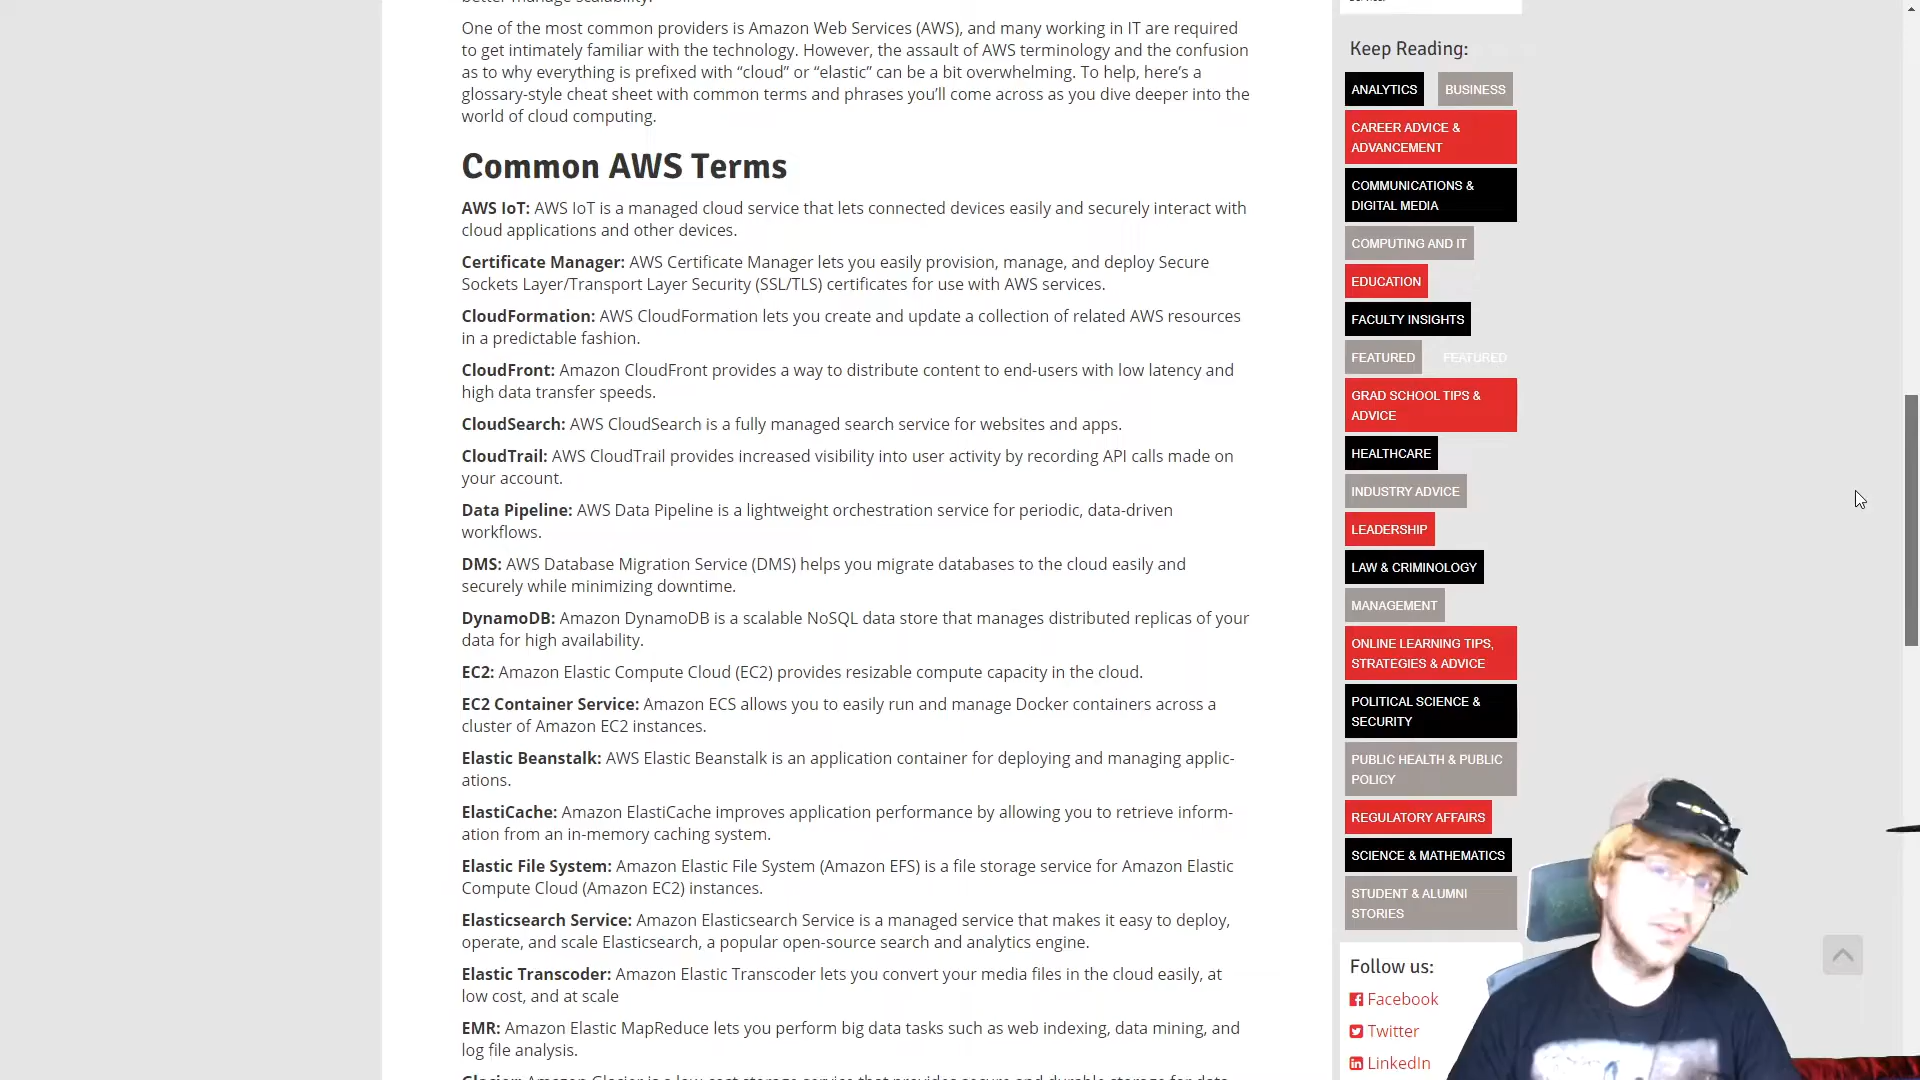 One of the most common providers is Amazon Web Services (AWS), and many working in IT are required
to get intimately familiar with the technology. However, the assault of AWS terminology and the confusion
as to why everything is prefixed with “cloud” or “elastic” can be a bit overwhelming. To help, here’s a
glossary-style cheat sheet with common terms and phrases you’ll come across as you dive deeper into the
world of cloud computing.
Common AWS Terms
AWS IoT: AWS IoT is a managed cloud service that lets connected devices easily and securely interact with
cloud applications and other devices.
Certificate Manager: AWS Certificate Manager lets you easily provision, manage, and deploy Secure
Sockets Layer/Transport Layer Security (SSL/TLS) certificates for use with AWS services.
CloudFormation: AWS CloudFormation lets you create and update a collection of related AWS resources
in a predictable fashion.
CloudFront: Amazon CloudFront provides a way to distribute content to end-users with low latency and
high data transfer speeds.
CloudSearch: AWS CloudSearch is a fully managed search service for websites and apps.
CloudTrail: AWS CloudTrail provides increased visibility into user activity by recording API calls made on
your account.
Data Pipeline: AWS Data Pipeline is a lightweight orchestration service for periodic, data-driven
workflows.
DMS: AWS Database Migration Service (DMS) helps you migrate databases to the cloud easily and
securely while minimizing downtime.
DynamoDB: Amazon DynamoDB is a scalable NoSQL data store that manages distributed replicas of your
data for high availability.
EC2: Amazon Elastic Compute Cloud (EC2) provides resizable compute capacity in the cloud.
EC2 Container Service: Amazon ECS allows you to easily run and manage Docker containers across a
cluster of Amazon EC2 instances.
Elastic Beanstalk: AWS Elastic Beanstalk is an application container for deploying and managing applic-
ations.
ElastiCache: Amazon ElastiCache improves application performance by allowing you to retrieve inform-
ation from an in-memory caching system.
Elastic File System: Amazon Elastic File System (Amazon EFS) is a file storage service for Amazon Elastic
Compute Cloud (Amazon EC2) instances.
Elasticsearch Service: Amazon Elasticsearch Service is a managed service that makes it easy to deploy,
operate, and scale Elasticsearch, a popular open-source search and analytics engine.
Elastic Transcoder: Amazon Elastic Transcoder lets you convert your media files in the cloud easily, at
low cost, and at scale
EMR: Amazon Elastic MapReduce lets you perform big data tasks such as web indexing, data mining, and
log file analysis.
Keep Reading:
ANALYTICS BUSINESS
CAREER ADVICE &
ADVANCEMENT
COMMUNICATIONS &
DIGITAL MEDIA
COMPUTING AND IT
EDUCATION
FACULTY INSIGHTS
FEATURED FEATURED
GRAD SCHOOL TIPS &
ADVICE
HEALTHCARE
INDUSTRY ADVICE
LEADERSHIP
LAW & CRIMINOLOGY
MANAGEMENT
ONLINE LEARNING TIPS,
STRATEGIES & ADVICE
POLITICAL SCIENCE &
SECURITY
PUBLIC HEALTH & PUBLIC
POLICY
REGULATORY AFFAIRS
SCIENCE & MATHEMATICS
STUDENT & ALUMNI
STORIES
Follow us:
Facebook
Twitter
LinkedIn